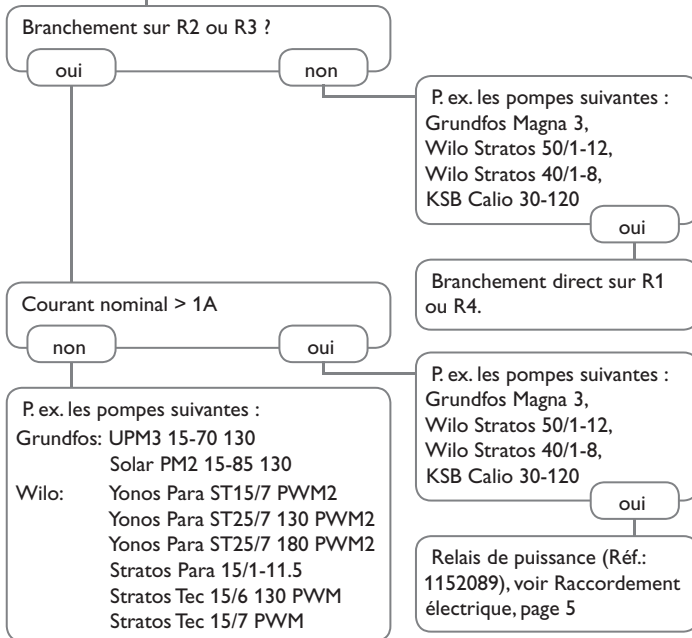 Branchement sur R2 ou R3 ?
oui
non
P. ex. les pompes suivantes :
Grundfos Magna 3,
Wilo Stratos 50/1-12,
Wilo Stratos 40/1-8,
KSB Calio 30-120
oui
Branchement direct sur R1
ou R4.
Courant nominal > 1A
non
oui
P. ex. les pompes suivantes :
Grundfos: UPM3 15-70 130
Solar PM2 15-85 130
Wilo: Yonos Para ST15/7 PWM2
Yonos Para ST25/7 130 PWM2
Yonos Para ST25/7 180 PWM2
Stratos Para 15/1-11.5
Stratos Tec 15/6 130 PWM
Stratos Tec 15/7 PWM
P. ex. les pompes suivantes :
Grundfos Magna 3,
Wilo Stratos 50/1-12,
Wilo Stratos 40/1-8,
KSB Calio 30-120
oui
Relais de puissance (Réf.:
1152089), voir Raccordement
électrique, page 5